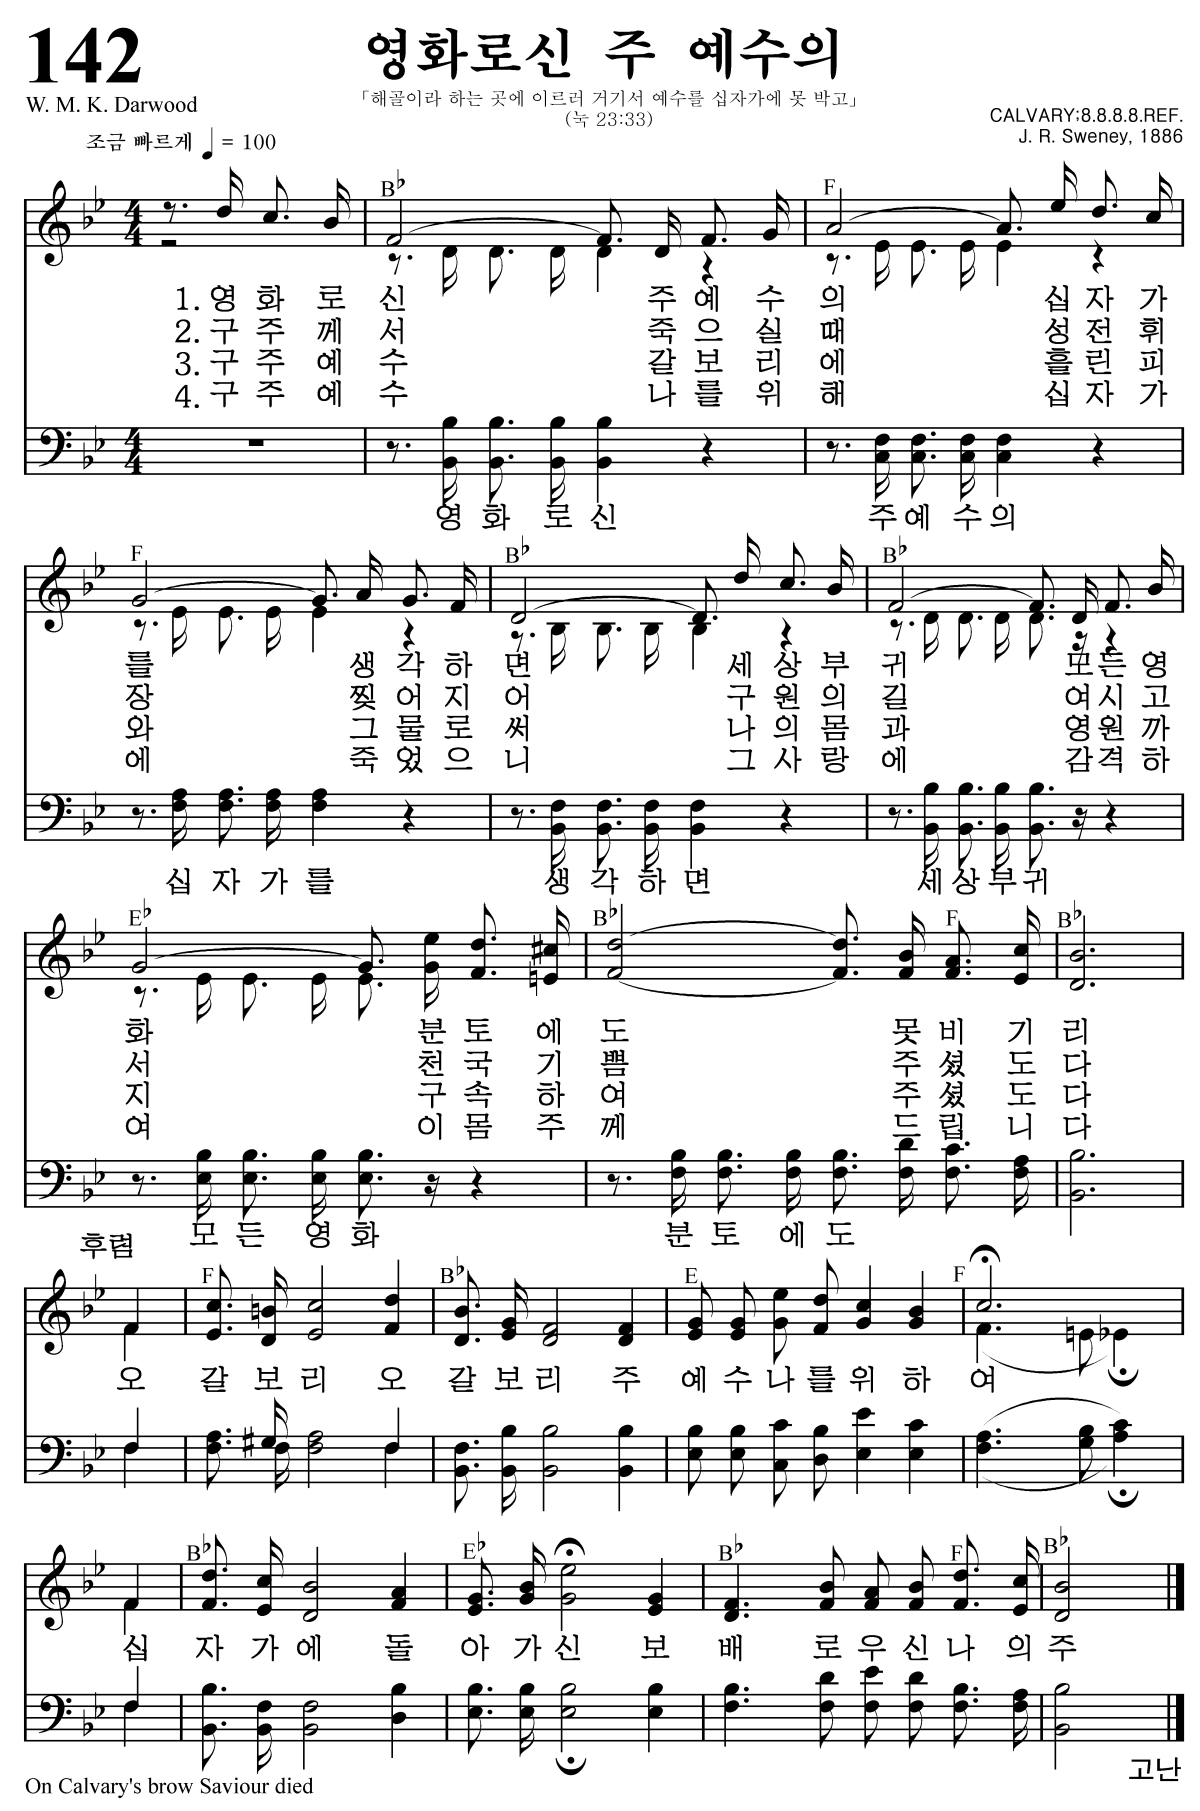 142
영화로신 주 예수의
W. M. K. Darwood
「해골이라 하는 곳에 이르러 거기서 예수를 십자가에 못 박고」
(눅 23:33)
CALVARY:8.8.8.8.REF.
조금 빠르게 ♩ = 100
J. R. Sweney, 1886
B♭ F
1. 영 화 로 신 주 예 수 의 십 자 가
2. 구 주 께 서 죽 으 실 때 성 전 휘
3. 구 주 예 수 갈 보 리 에 흘 린 피
4. 구 주 예 수 나 를 위 해 십 자 가
영 화 로 신 주 예 수 의
F B♭ B♭
를 생 각 하 면 세 상 부 귀 모 든 영
장 찢 어 지 어 구 원 의 길 여 시 고
와 그 물 로 써 나 의 몸 과 영 원 까
에 죽 었 으 니 그 사 랑 에 감 격 하
십 자 가 를 생 각 하 면 세 상 부 귀
E♭ B♭ F B♭
화 분 토 에 도 못 비 기 리
서 천 국 기 쁨 주 셨 도 다
지 구 속 하 여 주 셨 도 다
여 이 몸 주 께 드 립 니 다
모 든 영 화 분 토 에 도
후렴
F B♭ E F
오 갈 보 리 오 갈 보 리 주 예 수 나 를 위 하 여
B♭ E♭ B♭ F B♭
십 자 가 에 돌 아 가 신 보 배 로 우 신 나 의 주
고난
On Calvary's brow Saviour died